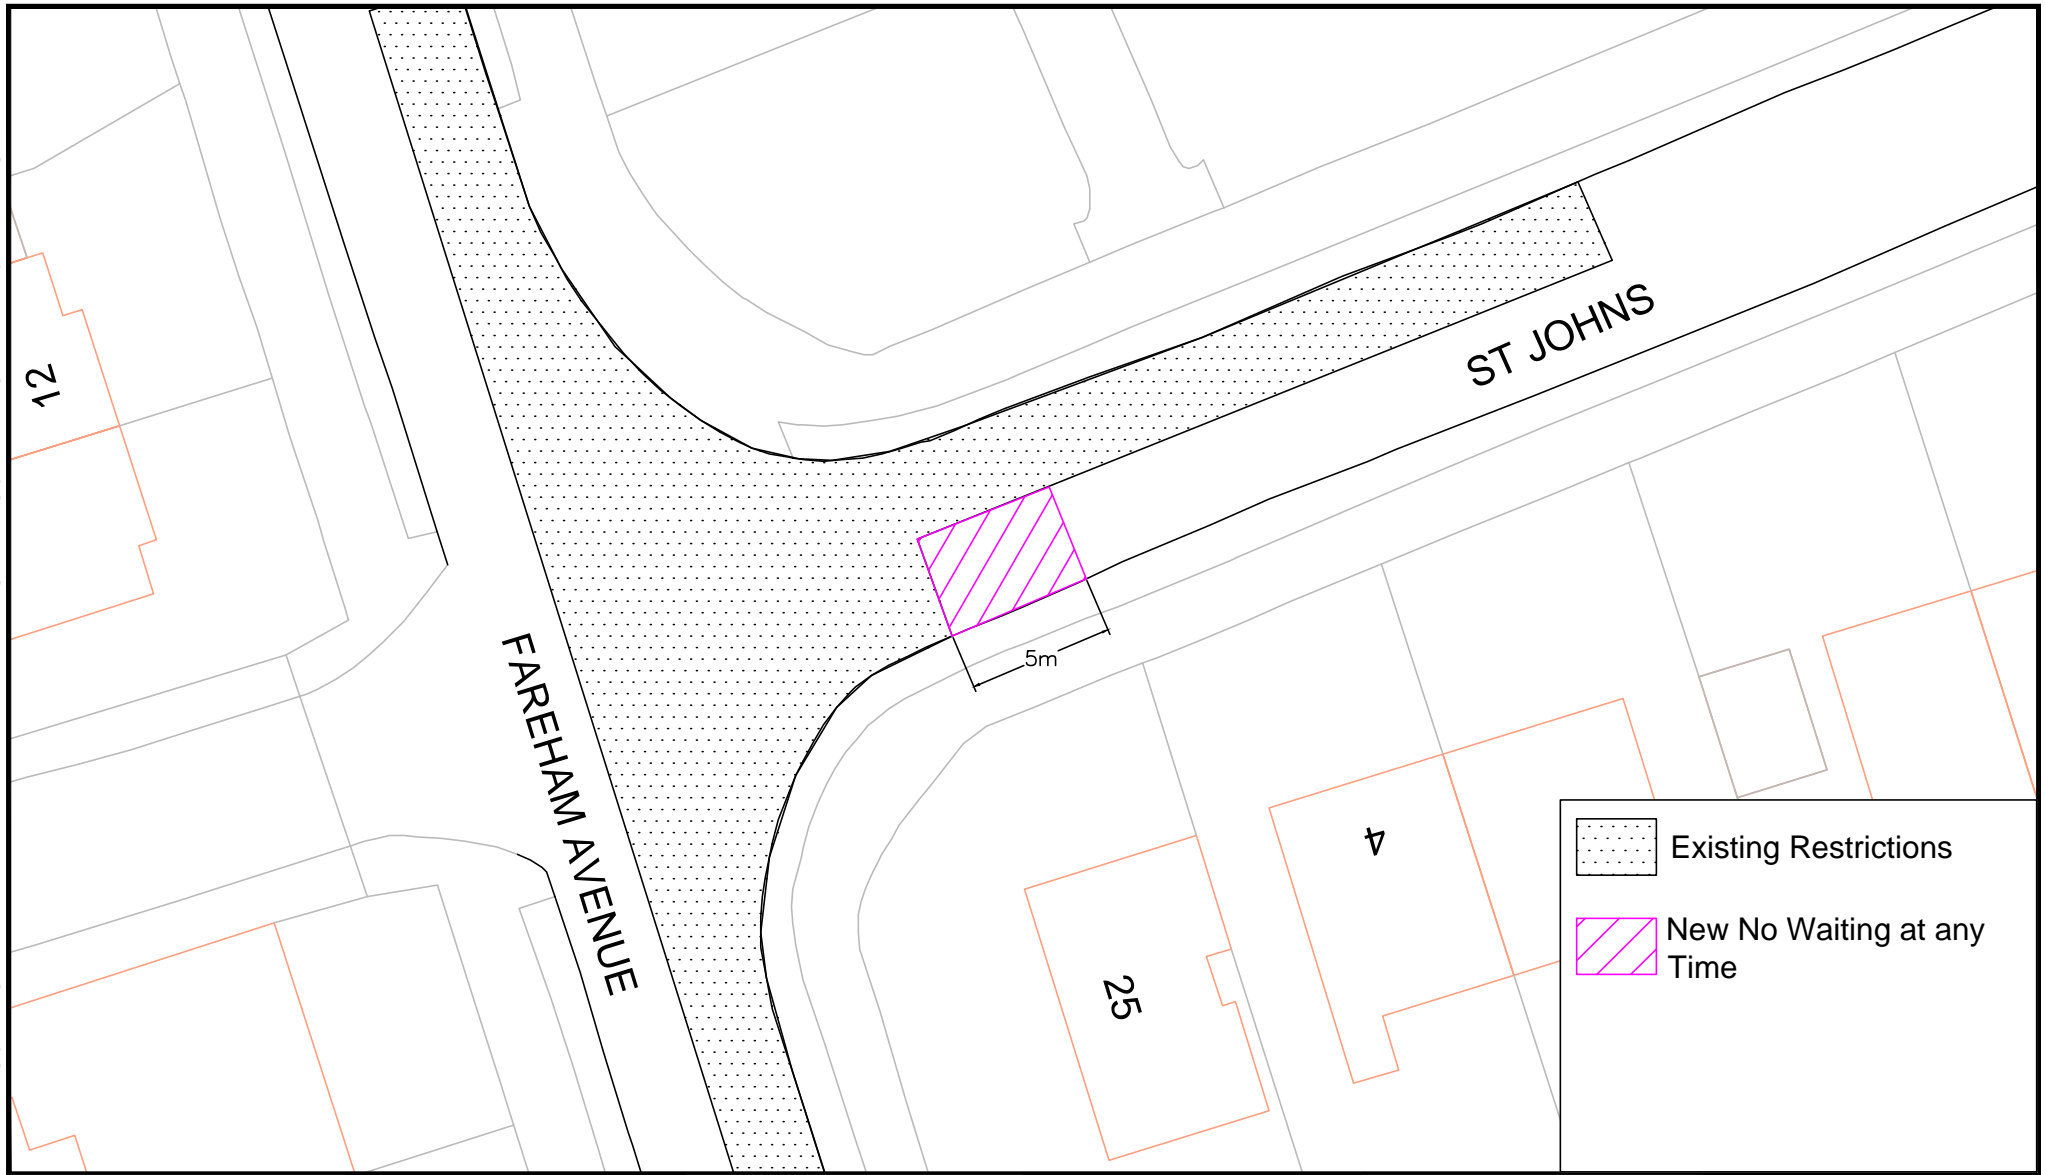 12
ST JOHNS
5m
FAREHAM AVENUE
4
25
Existing Restrictions
New No Waiting at any
Time